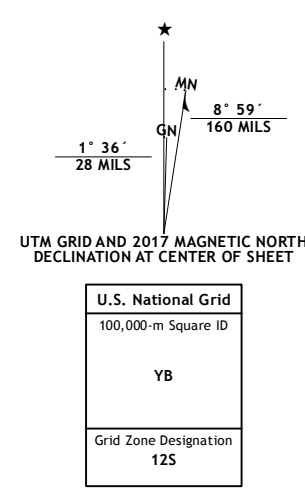 ★
MN
8° 59´
GN
160 MILS
1° 36´
28 MILS
UTM GRID AND 2017 MAGNETIC NORTH
DECLINATION AT CENTER OF SHEET
U.S. National Grid
100,000-m Square ID
YB
Grid Zone Designation
12S